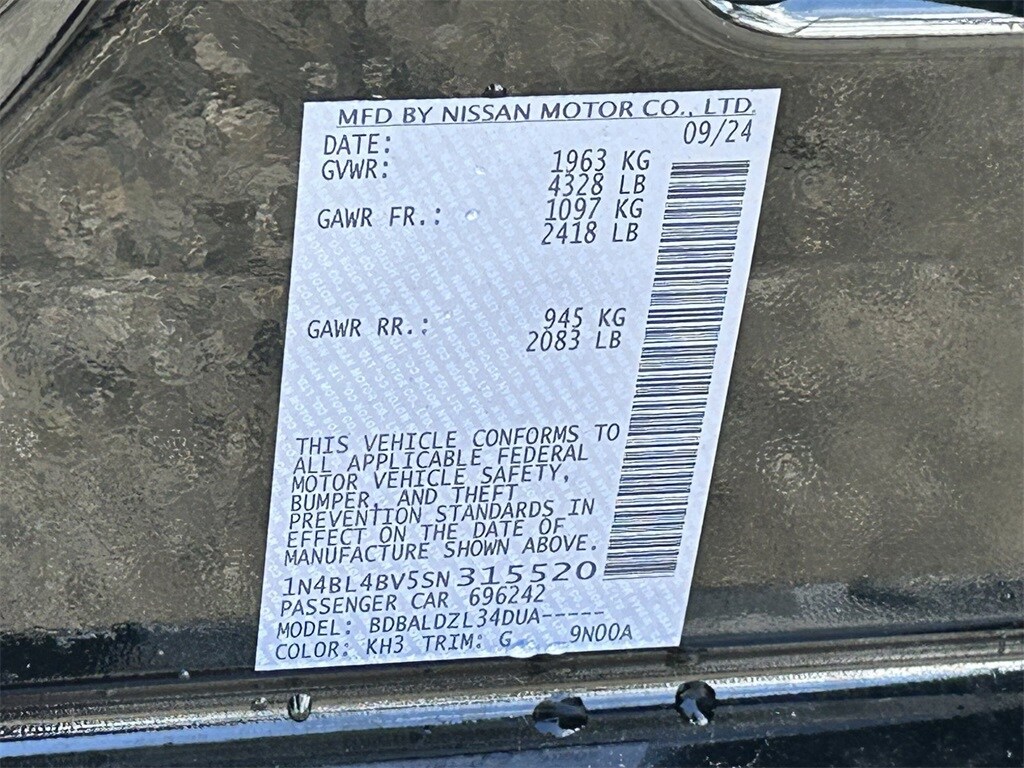 MFD BY NISSAN MOTOR CO., LTD.
DATE: 09/24
GVWR: 1963 KG
4328 LB
GAWR FR.: 1097 KG
2418 LB
GAWR RR.: 945 KG
2083 LB
THIS VEHICLE CONFORMS TO
ALL APPLICABLE FEDERAL
MOTOR VEHICLE SAFETY,
BUMPER, AND THEFT
PREVENTION STANDARDS IN
EFFECT ON THE DATE OF
MANUFACTURE SHOWN ABOVE.
1N4BL4BV5SN315520
PASSENGER CAR 696242
MODEL: BDBALDZL34DUA-----
COLOR: KH3 TRIM: G 9N00A